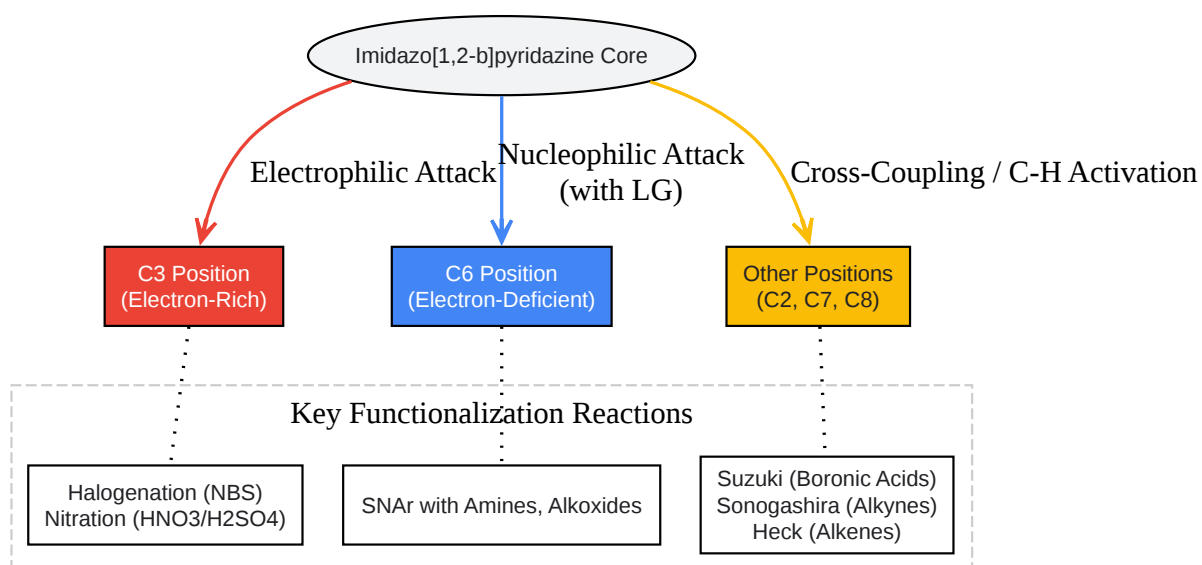 Imidazo[1,2-b]pyridazine Core
Electrophilic Attack
Nucleophilic Attack
(with LG)
Cross-Coupling / C-H Activation
C3 Position
(Electron-Rich)
C6 Position
(Electron-Deficient)
Other Positions
(C2, C7, C8)
Key Functionalization Reactions
Halogenation (NBS)
Nitration (HNO3/H2SO4)
SNAr with Amines, Alkoxides
Suzuki (Boronic Acids)
Sonogashira (Alkynes)
Heck (Alkenes)